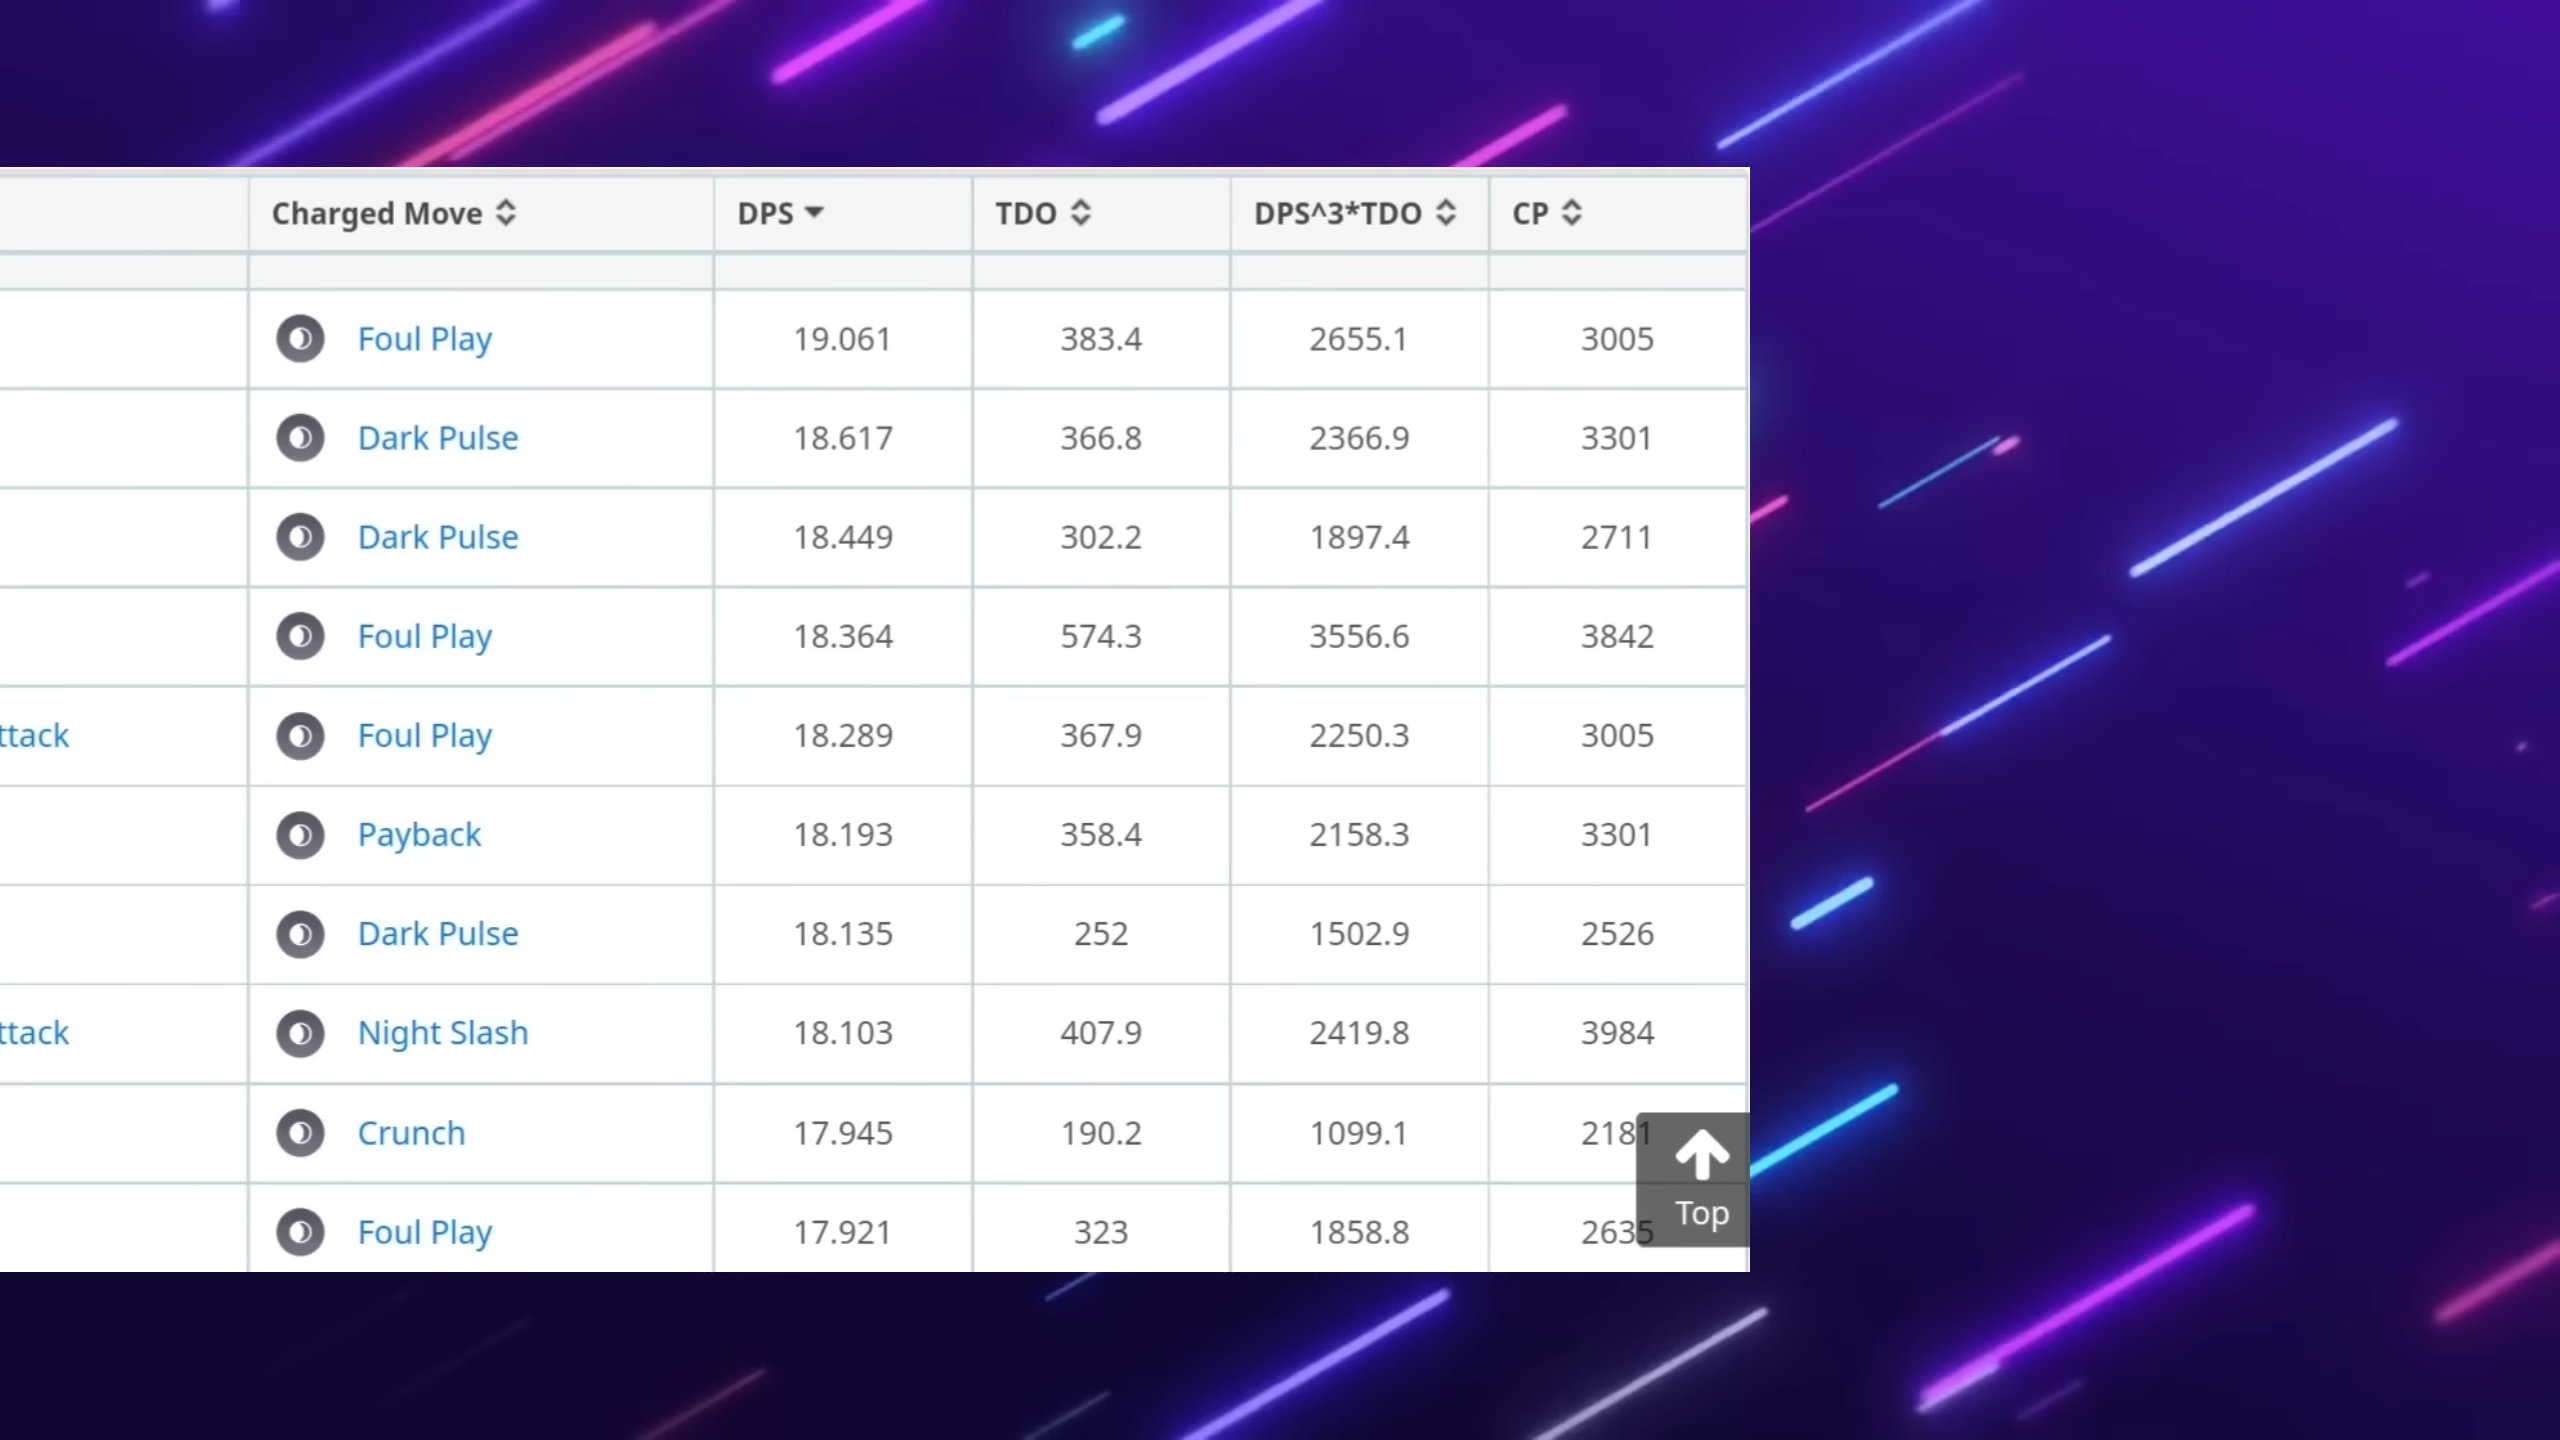 Charged Move DPS TDO DPS^3*TDO CP
Foul Play 19.061 383.4 2655.1 3005
Dark Pulse 18.617 366.8 2366.9 3301
Dark Pulse 18.449 302.2 1897.4 2711
Foul Play 18.364 574.3 3556.6 3842
ttack Foul Play 18.289 367.9 2250.3 3005
Payback 18.193 358.4 2158.3 3301
Dark Pulse 18.135 252 1502.9 2526
ttack Night Slash 18.103 407.9 2419.8 3984
Crunch 17.945 190.2 1099.1 2181
Foul Play 17.921 323 1858.8 2635
Top